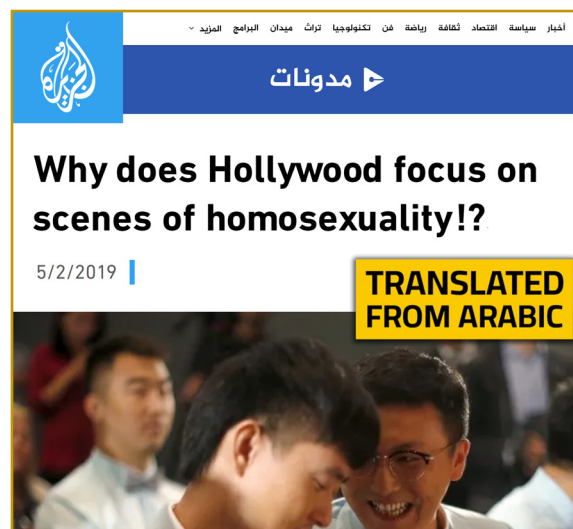 أخبار سياسة اقتصاد ثقافة رياضة فن تكنولوجيا تراث ميدان البرامج المزيد
الجزيرة
مدونات
Why does Hollywood focus on
scenes of homosexuality!?
5/2/2019
TRANSLATED
FROM ARABIC